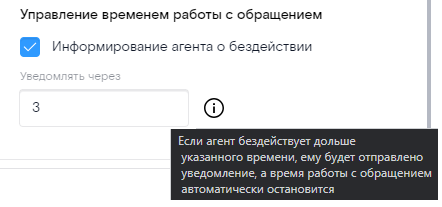 Управление временем работы с обращением
Информирование агента о бездействии
Уведомлять через
3
Если агент бездействует дольше
указанного времени, ему будет отправлено
уведомление, а время работы с обращением
автоматически остановится